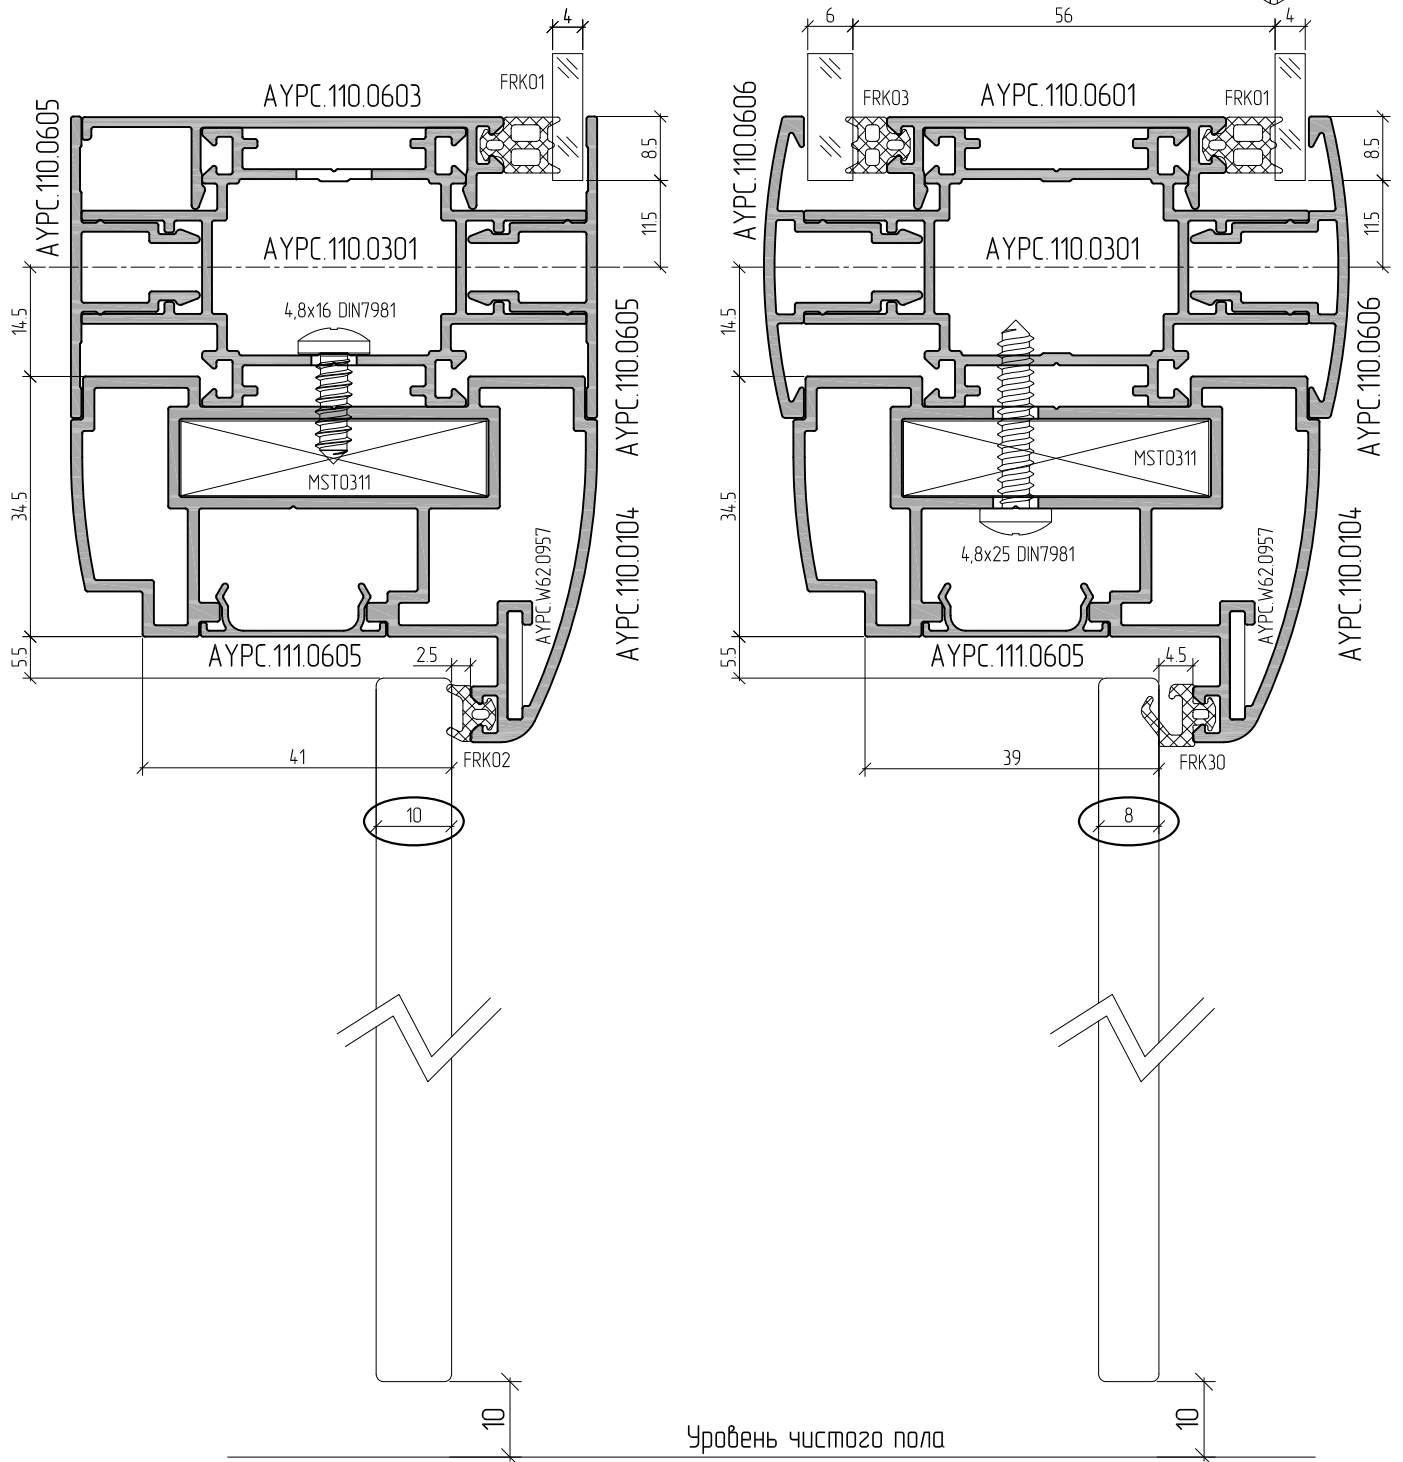 4
FRK01
AYPC.110.0603
AYPC.110.0605
8.5
11.5
AYPC.110.0301
4,8x16 DIN7981
14.5
AYPC.110.0605
MST0311
34.5
AYPC.W62.0957
AYPC.110.0104
5.5
AYPC.111.0605
2.5
41
FRK02
10
10
6
56
4
FRK03
AYPC.110.0601
FRK01
AYPC.110.0606
8.5
11.5
AYPC.110.0301
14.5
AYPC.110.0606
MST0311
34.5
4,8x25 DIN7981
AYPC.W62.0957
AYPC.110.0104
5.5
AYPC.111.0605
4.5
39
FRK30
8
10
Уровень чистого пола